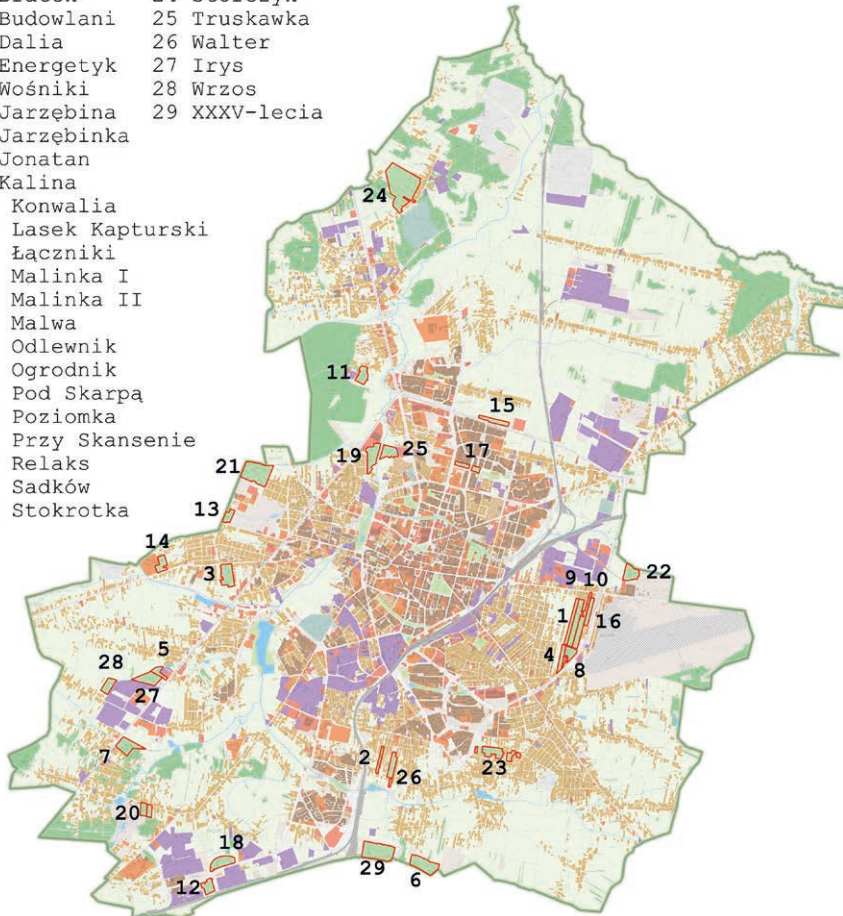 Budowlani 25 Truskawka
Dalia 26 Walter
Energetyk 27 Irys
Wośniki 28 Wrzos
Jarzębina 29 XXXV-lecia
Jarzębinka
Jonatan
Kalina
Konwalia
Lasek Kapturski
Łączniki
Malinka I
Malinka II
Malwa
Odlewnik
Ogrodnik
Pod Skarpą
Poziomka
Przy Skansenie
Relaks
Sadków
Stokrotka
24
11
15
19
25
17
21
13
14
3
22
9 10
1
16
4
8
5
28
27
7
2
26
23
20
18
12
29
6